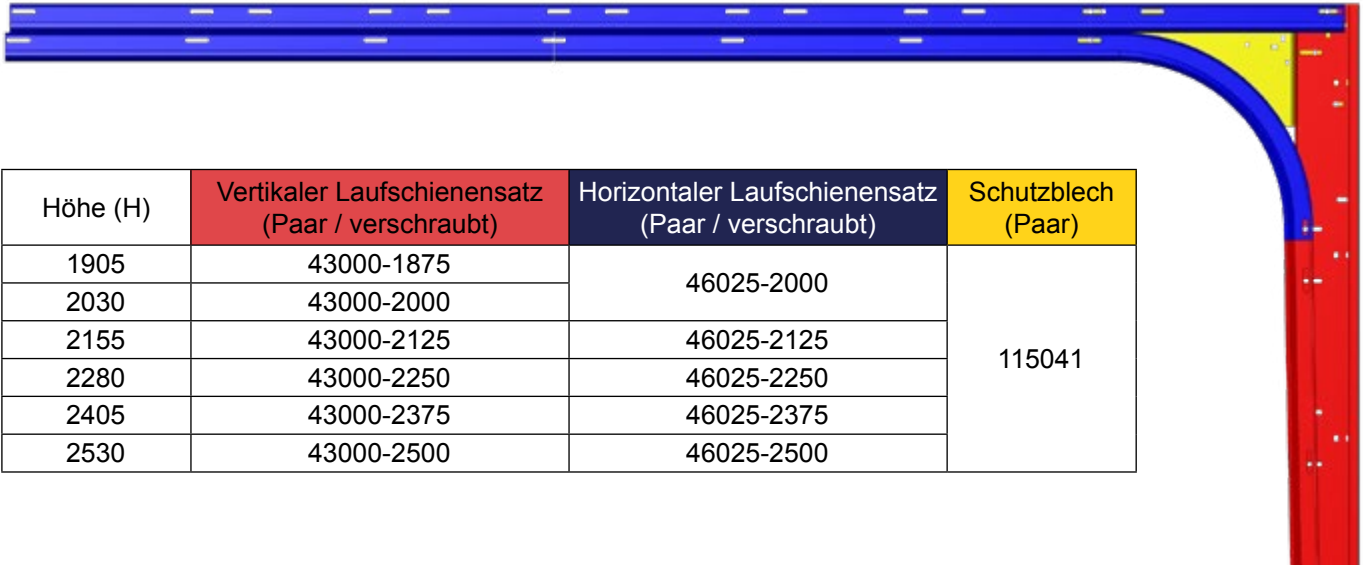 Höhe (H)
Vertikaler Laufschienensatz
(Paar / verschraubt)
Horizontaler Laufschienensatz
(Paar / verschraubt)
Schutzblech
(Paar)
1905
43000-1875
46025-2000
115041
2030
43000-2000
2155
43000-2125
46025-2125
2280
43000-2250
46025-2250
2405
43000-2375
46025-2375
2530
43000-2500
46025-2500